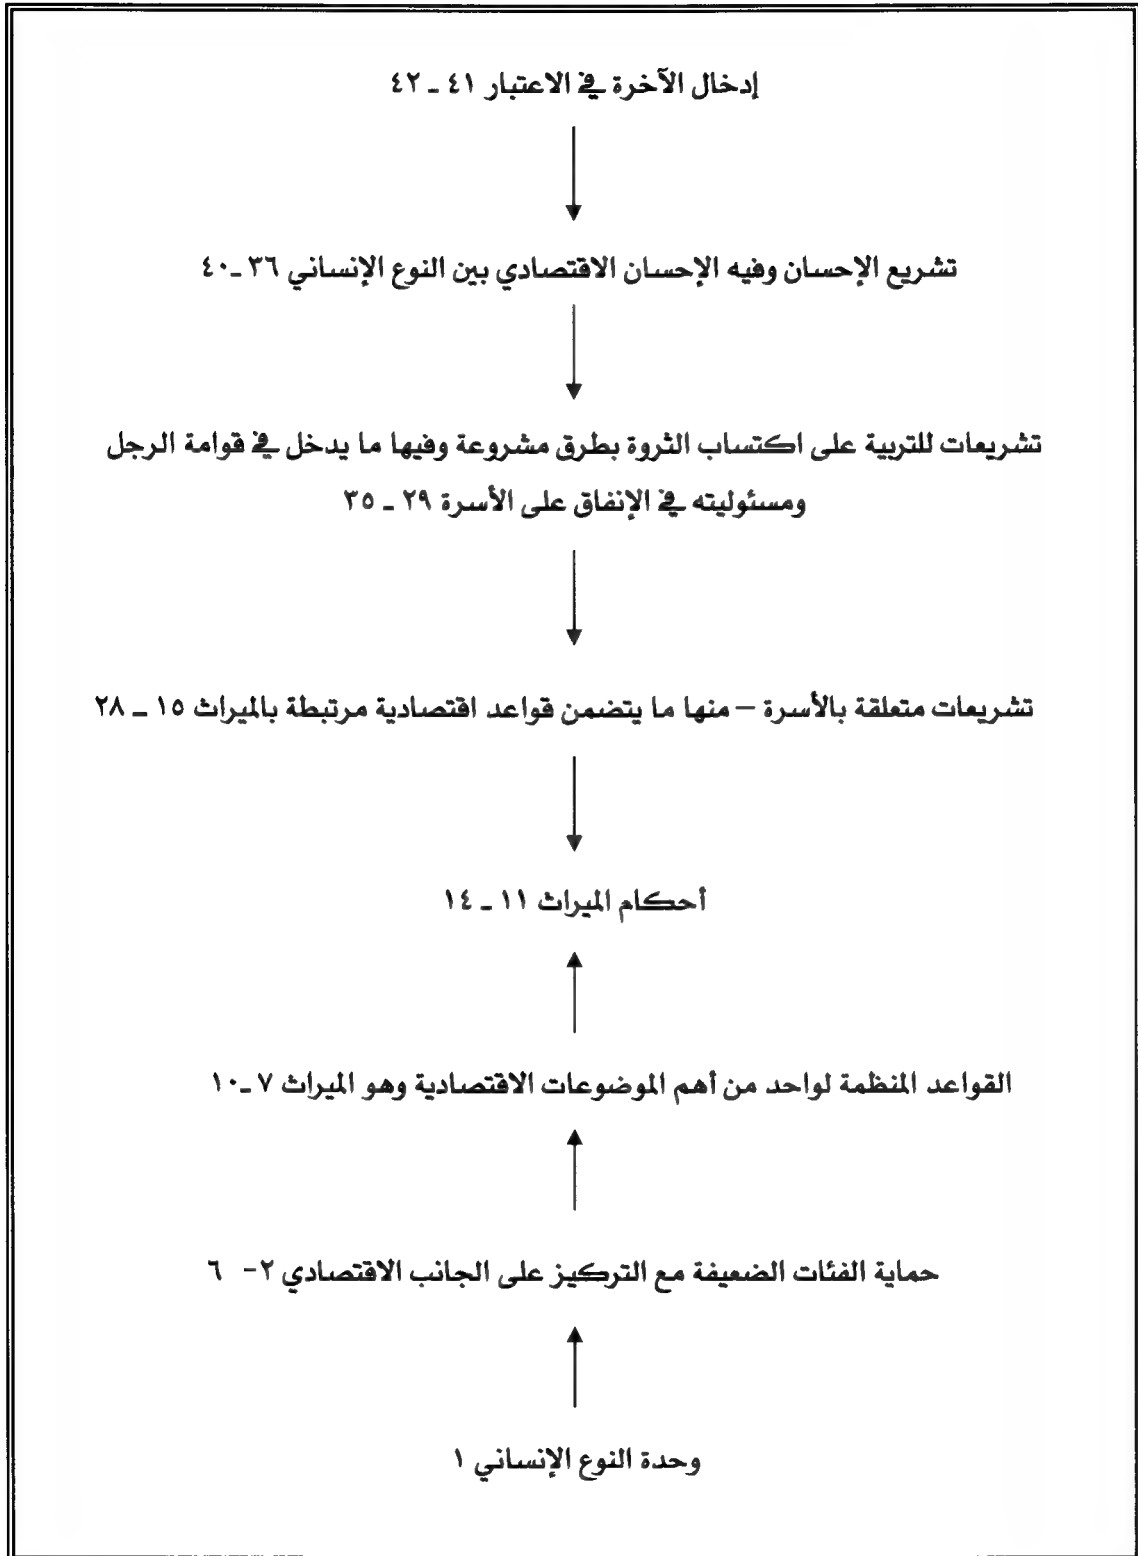 إدخال الآخرة في الاعتبار ٤١ ـ ٤٢
تشريع الإحسان وفيه الإحسان الاقتصادي بين النوع الإنساني ٣٦ ـ ٤٠
تشريعات للتربية على اكتساب الثروة بطرق مشروعة وفيها ما يدخل في قوامة الرجل
ومسئوليته في الإنفاق على الأسرة ٢٩ ـ ٣٥
تشريعات متعلقة بالأسرة – منها ما يتضمن قواعد اقتصادية مرتبطة بالميراث ١٥ ـ ٢٨
أحكام الميراث ١١ ـ ١٤
القواعد المنظمة لواحد من أهم الموضوعات الاقتصادية وهو الميراث ٧ ـ ١٠
حماية الفئات الضعيفة مع التركيز على الجانب الاقتصادي ٢- ٦
وحدة النوع الإنساني ١